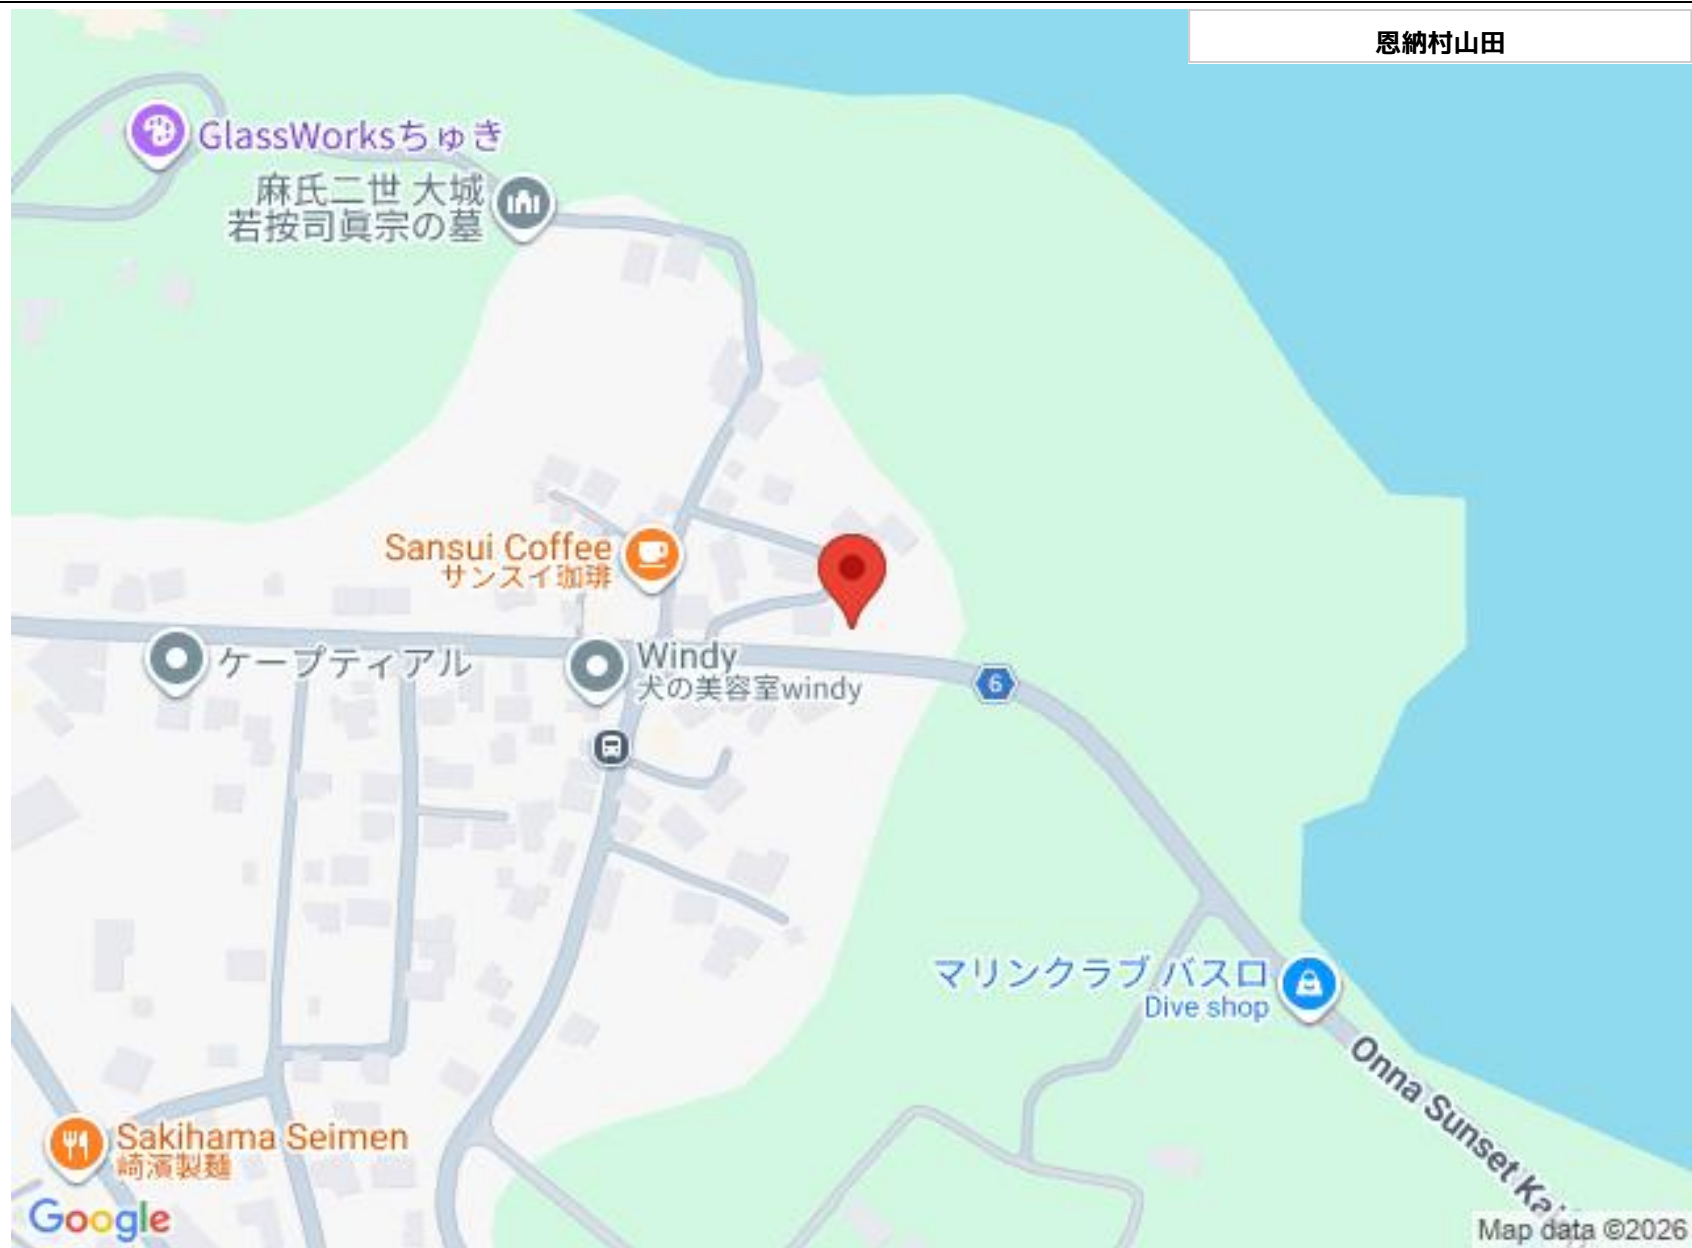 恩納村山田
GlassWorksちゅき
麻氏二世 大城
若按司眞宗の墓
Sansui Coffee
サンスイ珈琲
ケープティアル
Windy
犬の美容室windy
6
マリンクラブ バスロ
Dive shop
Onna Sunset Ka
Sakihama Seimen
崎濱製麺
Google
Map data ©2026